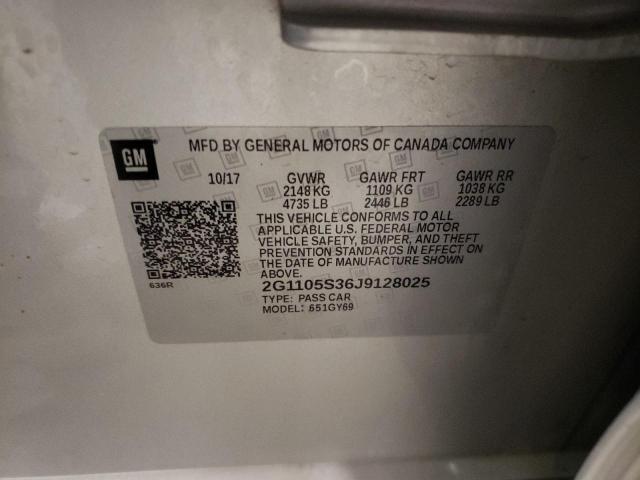 GM
MFD BY GENERAL MOTORS OF CANADA COMPANY
10/17 GVWR GAWR FRT GAWR RR
2148 KG 1109 KG 1038 KG
4735 LB 2446 LB 2289 LB
THIS VEHICLE CONFORMS TO ALL
APPLICABLE U.S. FEDERAL MOTOR
VEHICLE SAFETY, BUMPER, AND THEFT
PREVENTION STANDARDS IN EFFECT ON
THE DATE OF MANUFACTURE SHOWN
ABOVE.
636R
2G1105S36J9128025
TYPE: PASS CAR
MODEL: 651GY69